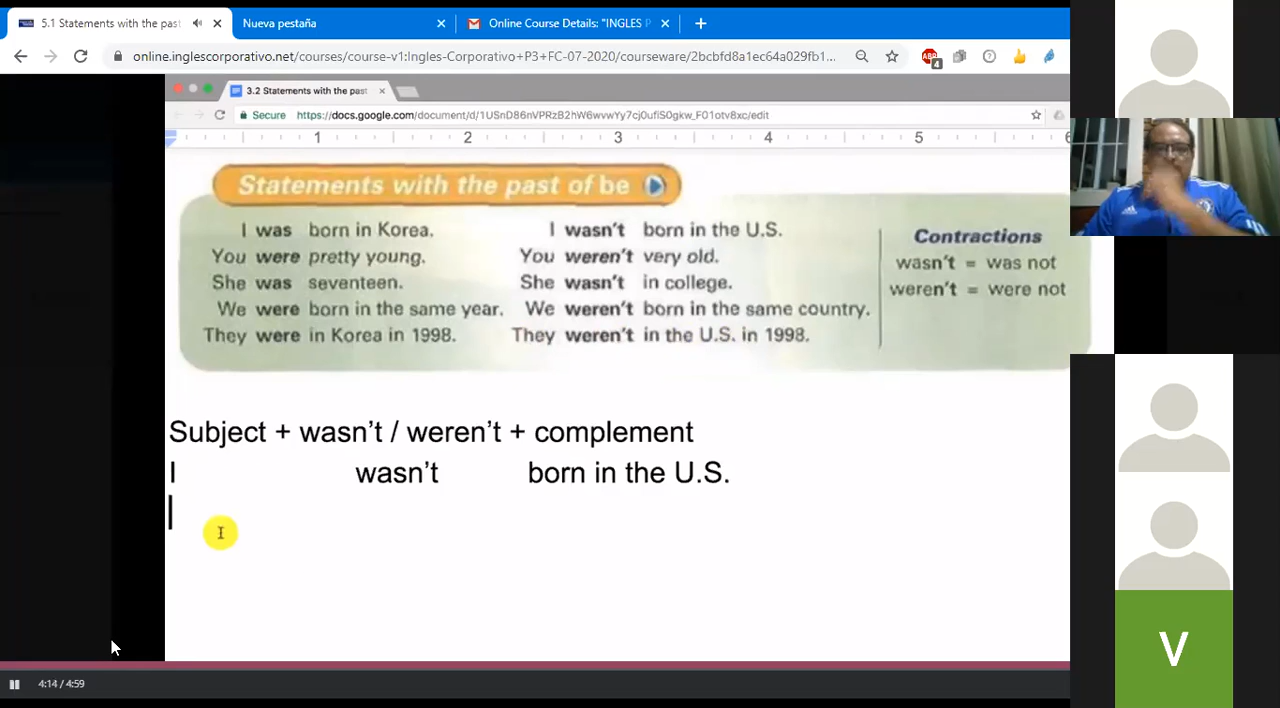 5.1 Statements with the past
Nueva pestaña
Online Course Details: "INGLES P
online.inglescorporativo.net/courses/course-v1:Ingles-Corporativo+P3+FC-07-2020/courseware/2bcbfd8a1ec64a029fb1...
4
3.2 Statements with the past
Secure https://docs.google.com/document/d/1USnD86nVPRzB2hW6wvwYy7cj0ufiS0gkw_F01otv8xc/edit
1 2 3 4 5 6
Statements with the past of be
I was born in Korea. I wasn't born in the U.S.
You were pretty young. You weren't very old.
She was seventeen. She wasn't in college.
We were born in the same year. We weren't born in the same country.
They were in Korea in 1998. They weren't in the U.S. in 1998.
Contractions
wasn't = was not
weren't = were not
Subject + wasn't / weren't + complement
I wasn't born in the U.S.
V
4:14 / 4:59